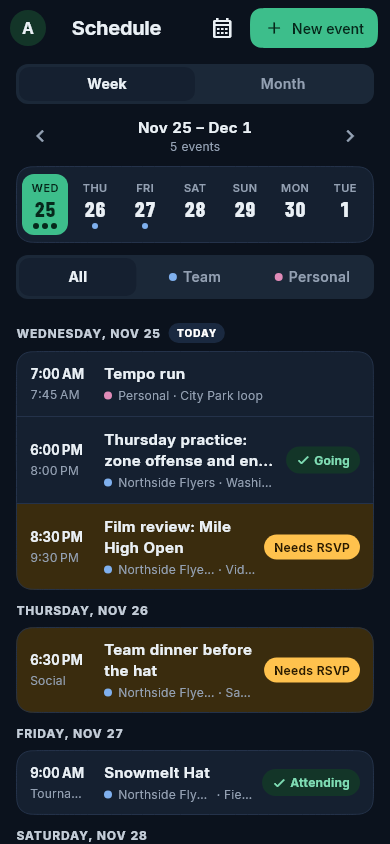 A
Schedule
New event
Week
Month
Nov 25 – Dec 1
5 events
WED
THU
FRI
SAT
SUN
MON
TUE
25
26
27
28
29
30
1
All
Team
Personal
WEDNESDAY, NOV 25
TODAY
7:00 AM
Tempo run
7:45 AM
Personal · City Park loop
6:00 PM
8:00 PM
Thursday practice:
zone offense and en...
Northside Flyers · Washi...
Going
8:30 PM
9:30 PM
Film review: Mile
High Open
Northside Flye... · Vid...
Needs RSVP
THURSDAY, NOV 26
6:30 PM
Social
Team dinner before
the hat
Northside Flye... · Sa...
Needs RSVP
FRIDAY, NOV 27
9:00 AM
Tourna...
Snowmelt Hat
Northside Fly... · Fie...
Attending
SATURDAY, NOV 28